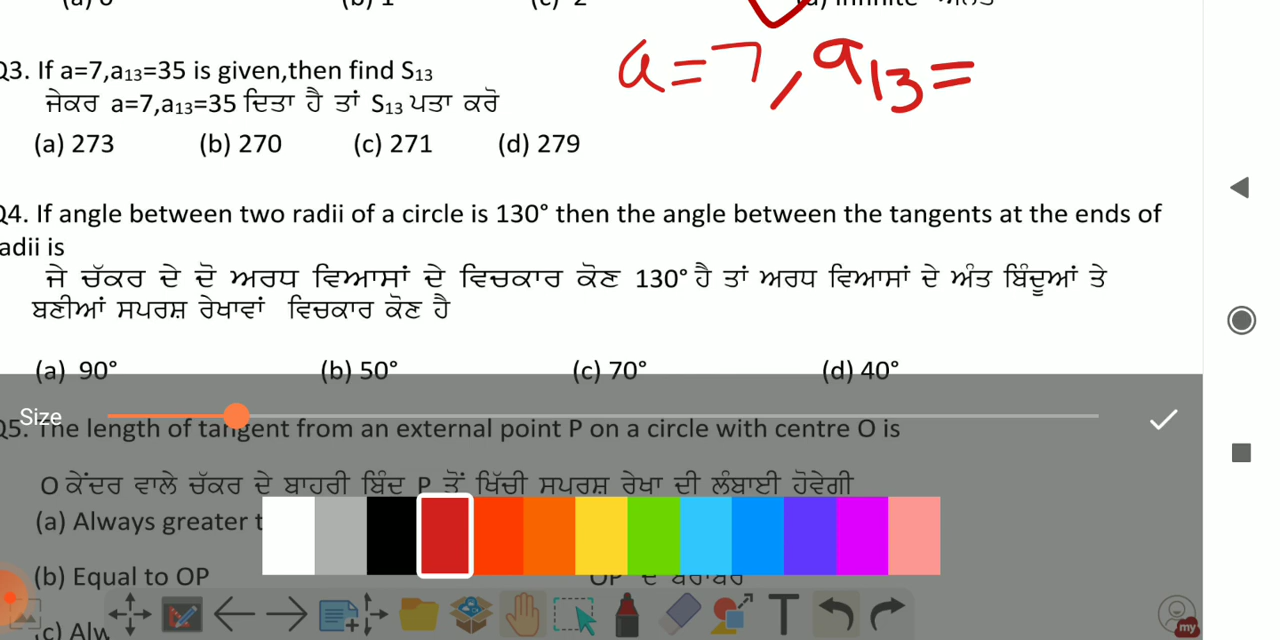 Q3. If a=7,a13=35 is given,then find S13
a=7, a13=
ਜੇਕਰ a=7,a13=35 ਦਿਤਾ ਹੈ ਤਾਂ S13 ਪਤਾ ਕਰੋ
(a) 273 (b) 270 (c) 271 (d) 279
Q4. If angle between two radii of a circle is 130° then the angle between the tangents at the ends of
radii is
ਜੇ ਚੱਕਰ ਦੇ ਦੋ ਅਰਧ ਵਿਆਸਾਂ ਦੇ ਵਿਚਕਾਰ ਕੋਣ 130° ਹੈ ਤਾਂ ਅਰਧ ਵਿਆਸਾਂ ਦੇ ਅੰਤ ਬਿੰਦੂਆਂ ਤੇ
ਬਣੀਆਂ ਸਪਰਸ਼ ਰੇਖਾਵਾਂ ਵਿਚਕਾਰ ਕੋਣ ਹੈ
(a) 90° (b) 50° (c) 70° (d) 40°
Size
Q5. The length of tangent from an external point P on a circle with centre O is
O ਕੇਂਦਰ ਵਾਲੇ ਚੱਕਰ ਦੇ ਬਾਹਰੀ ਬਿੰਦ P ਤੋਂ ਖਿੱਚੀ ਸਪਰਸ਼ ਰੇਖਾ ਦੀ ਲੰਬਾਈ ਹੋਵੇਗੀ
(a) Always greater
(b) Equal to OP
(c)
T my